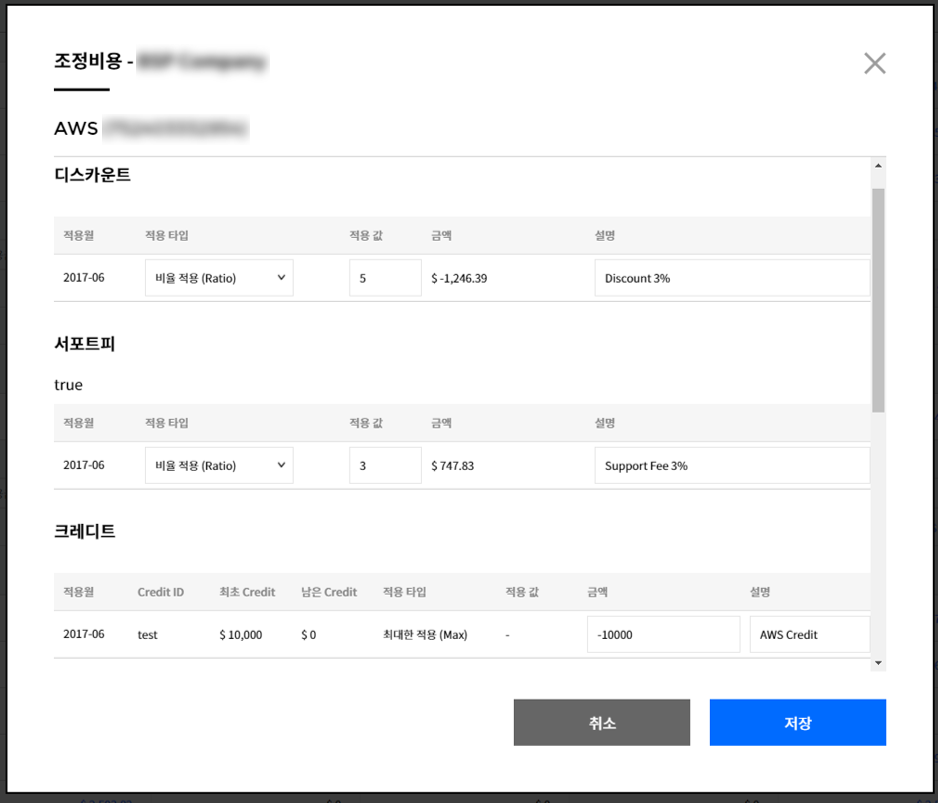 조정비용 -
AWS
디스카운트
적용월 적용 타입 적용 값 금액 설명
2017-06 비율 적용 (Ratio) 5 $ -1,246.39 Discount 3%
서포트피
true
적용월 적용 타입 적용 값 금액 설명
2017-06 비율 적용 (Ratio) 3 $ 747.83 Support Fee 3%
크레디트
적용월 Credit ID 최초 Credit 남은 Credit 적용 타입 적용 값 금액 설명
2017-06 test $ 10,000 $ 0 최대한 적용 (Max) - -10000 AWS Credit
취소 저장